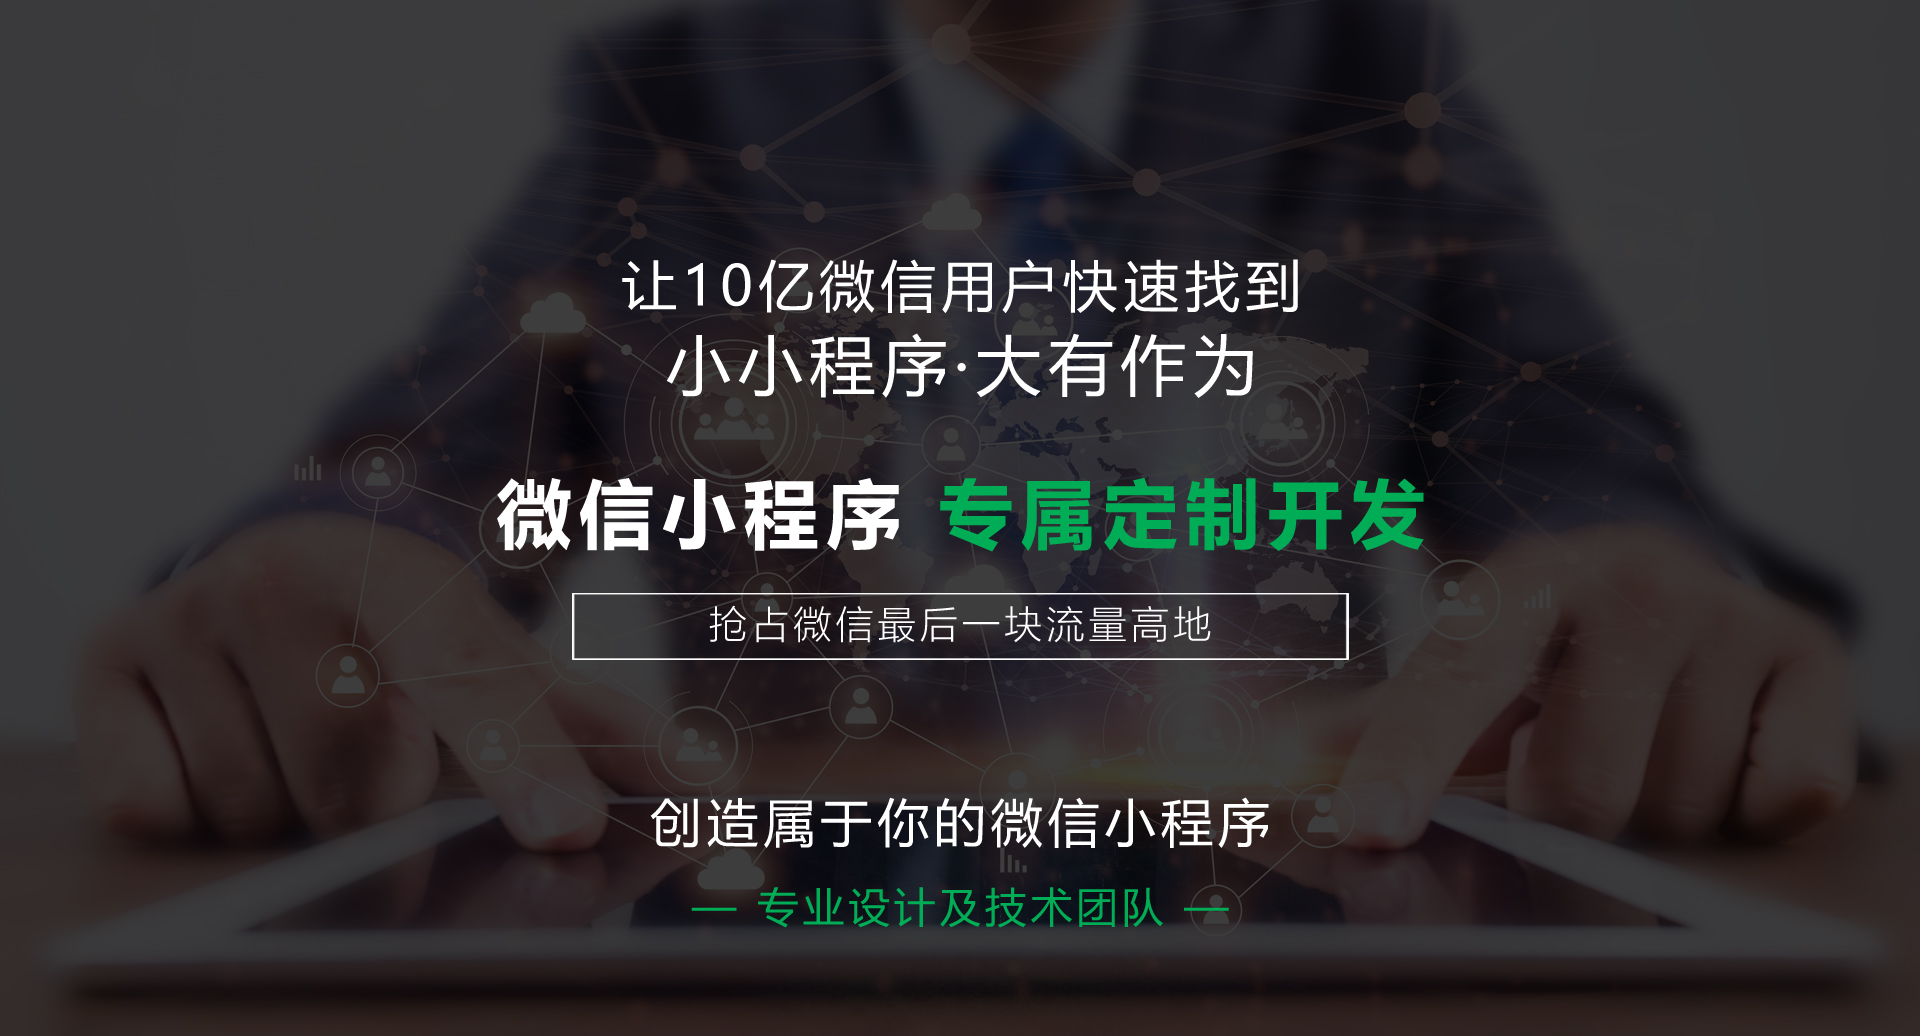 让10亿微信用户快速找到
小小程序·大有作为
微信小程序 专属定制开发
抢占微信最后一块流量高地
创造属于你的微信小程序
— 专业设计及技术团队 —